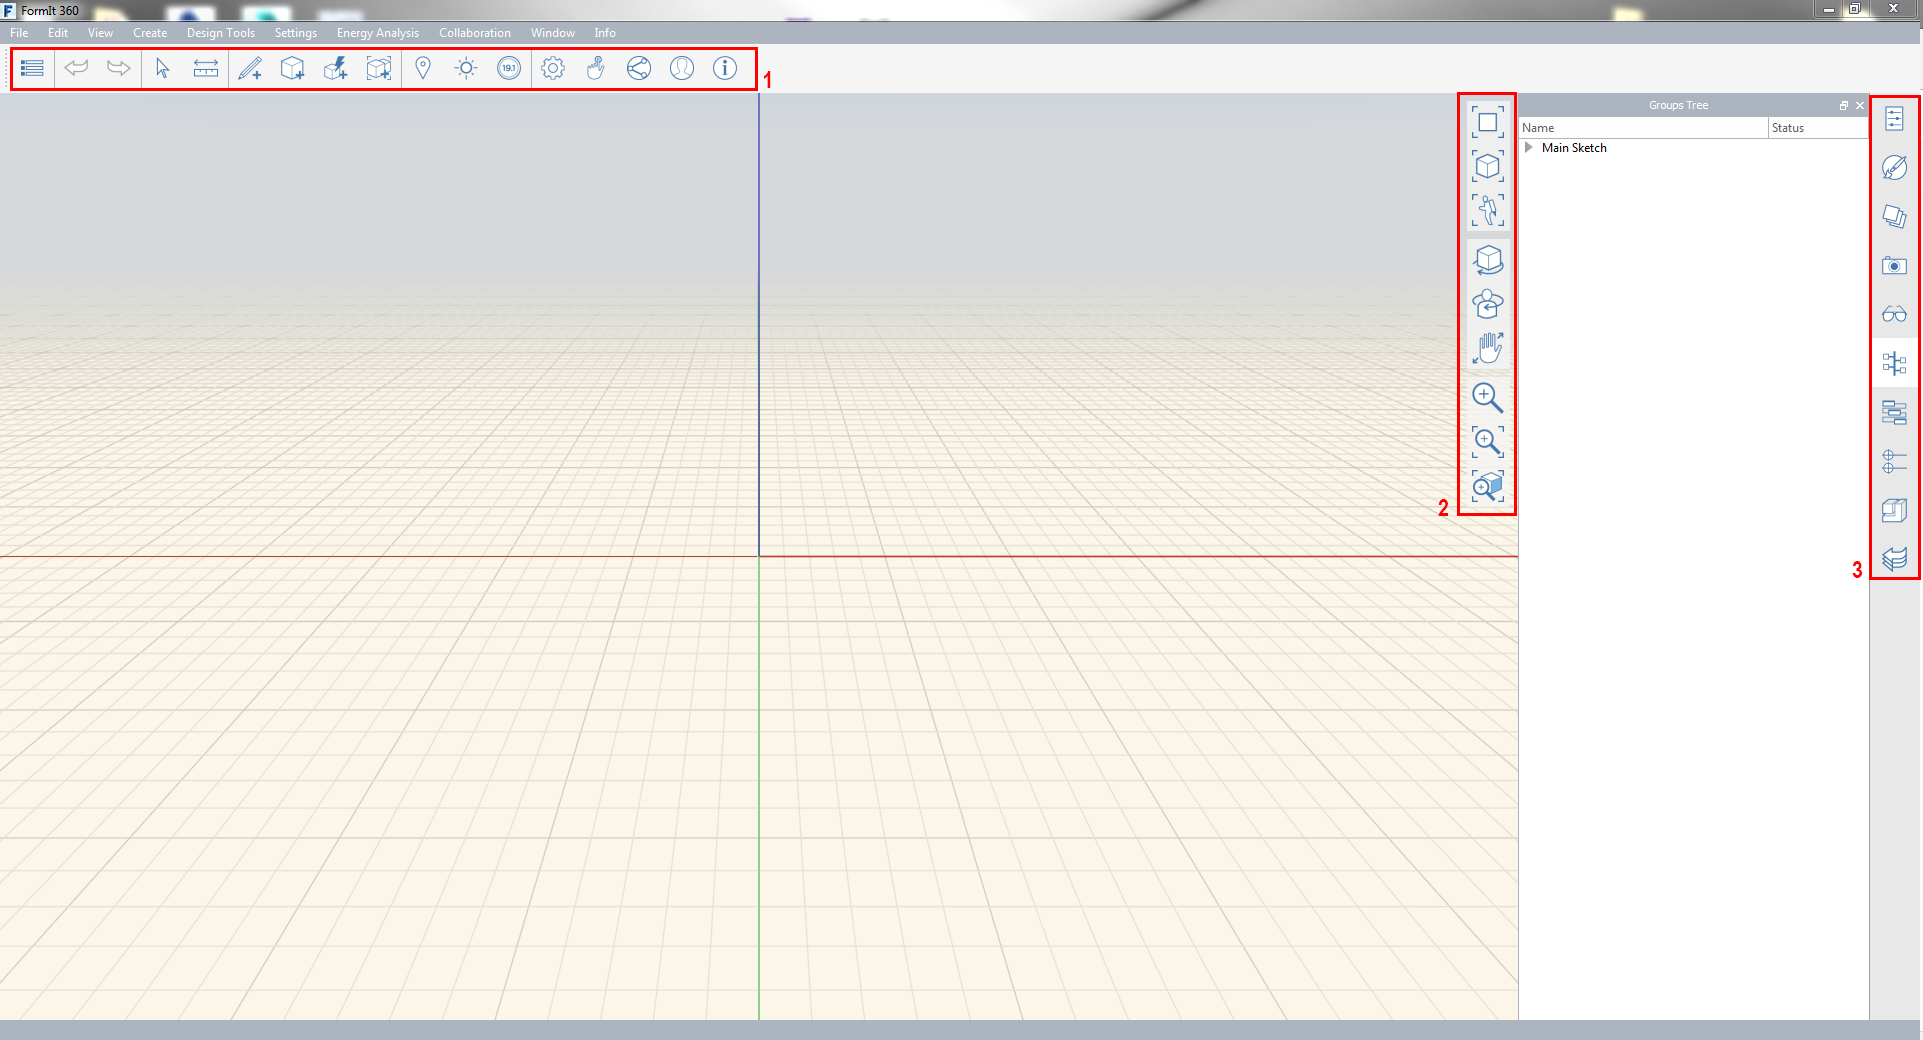 FormIt 360
File Edit View Create Design Tools Settings Energy Analysis Collaboration Window Info
19.1
1
Groups Tree
Name Status
Main Sketch
2
3